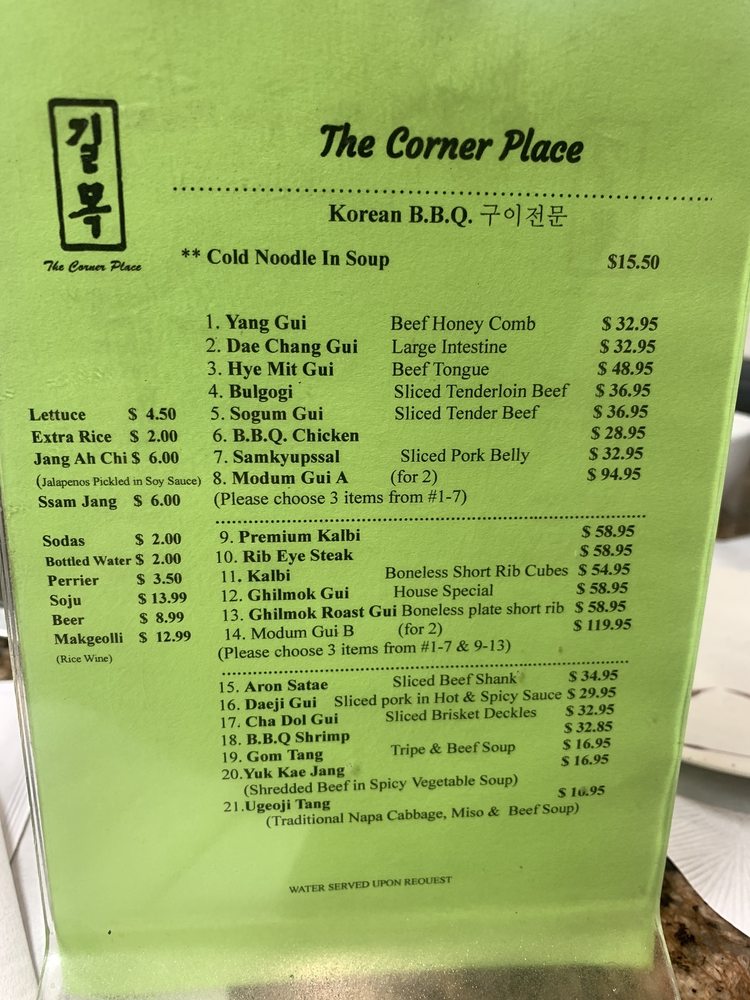 길목
The Corner Place
The Corner Place
Korean B.B.Q. 구이전문
** Cold Noodle In Soup $15.50
1. Yang Gui Beef Honey Comb $ 32.95
2. Dae Chang Gui Large Intestine $ 32.95
3. Hye Mit Gui Beef Tongue $ 48.95
4. Bulgogi Sliced Tenderloin Beef $ 36.95
5. Sogum Gui Sliced Tender Beef $ 36.95
6. B.B.Q. Chicken $ 28.95
7. Samkyupssal Sliced Pork Belly $ 32.95
8. Modum Gui A (for 2) $ 94.95
(Please choose 3 items from #1-7)
9. Premium Kalbi $ 58.95
10. Rib Eye Steak $ 58.95
11. Kalbi Boneless Short Rib Cubes $ 54.95
12. Ghilmok Gui House Special $ 58.95
13. Ghilmok Roast Gui Boneless plate short rib $ 58.95
14. Modum Gui B (for 2) $ 119.95
(Please choose 3 items from #1-7 & 9-13)
15. Aron Satae Sliced Beef Shank $ 34.95
16. Daeji Gui Sliced pork in Hot & Spicy Sauce $ 29.95
17. Cha Dol Gui Sliced Brisket Deckles $ 32.95
18. B.B.Q Shrimp $ 32.85
19. Gom Tang Tripe & Beef Soup $ 16.95
20.Yuk Kae Jang $ 16.95
(Shredded Beef in Spicy Vegetable Soup)
21.Ugeoji Tang $ 16.95
(Traditional Napa Cabbage, Miso & Beef Soup)
Lettuce $ 4.50
Extra Rice $ 2.00
Jang Ah Chi $ 6.00
(Jalapenos Pickled in Soy Sauce)
Ssam Jang $ 6.00
Sodas $ 2.00
Bottled Water $ 2.00
Perrier $ 3.50
Soju $ 13.99
Beer $ 8.99
Makgeolli $ 12.99
(Rice Wine)
WATER SERVED UPON REQUEST